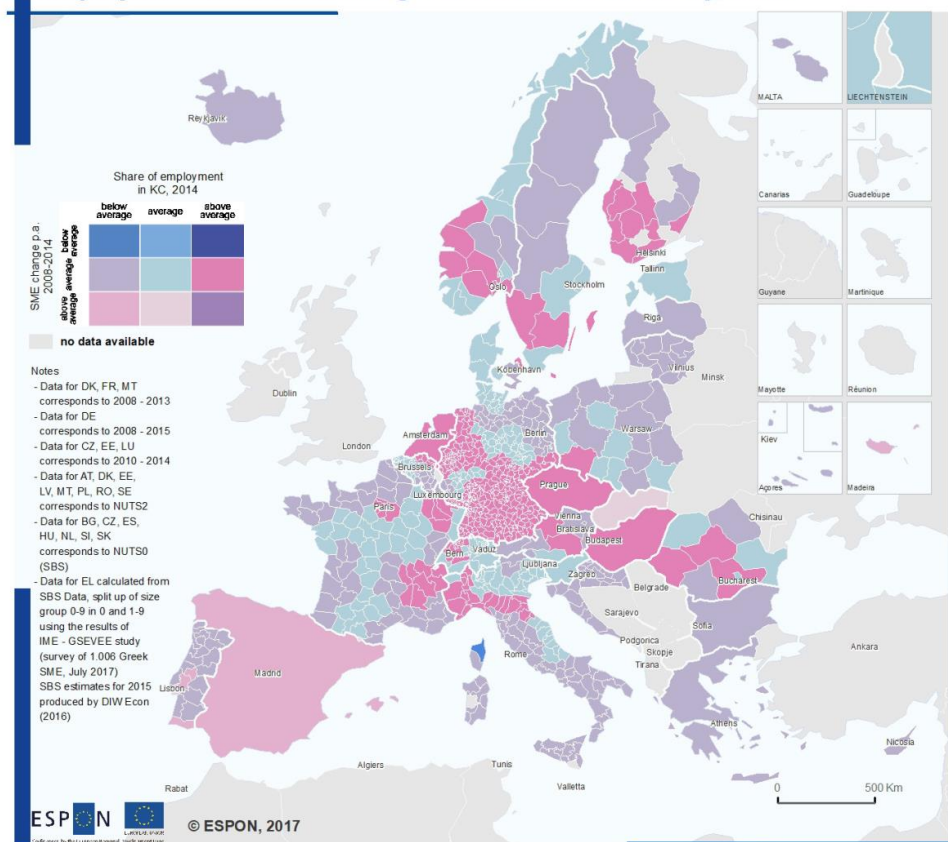 Reykjavik
MALTA
LIECHTENSTEIN
Canarias
Guadeloupe
Guyane
Martinique
Mayotte
Réunion
Kiev
Açores
Madeira
Share of employment
in KC, 2014
below
average
average
above
average
SME change p.a.
2008-2014
below
average
average
above
average
no data available
Notes
- Data for DK, FR, MT
corresponds to 2008 - 2013
- Data for DE
corresponds to 2008 - 2015
- Data for CZ, EE, LU
corresponds to 2010 - 2014
- Data for AT, DK, EE,
LV, MT, PL, RO, SE
corresponds to NUTS2
- Data for BG, CZ, ES,
HU, NL, SI, SK
corresponds to NUTS0
(SBS)
- Data for EL calculated from
SBS Data, split up of size
group 0-9 in 0 and 1-9
using the results of
IME - GSEVEE study
(survey of 1.006 Greek
SME, July 2017)
SBS estimates for 2015
produced by DIW Econ
(2016)
Helsinki
Tallinn
Oslo
Stockholm
Riga
København
Vilnius
Minsk
Dublin
London
Amsterdam
Berlin
Warsaw
Brussels
Luxembourg
Prague
Paris
Vienna
Bratislava
Budapest
Chisinau
Bern
Vaduz
Ljubljana
Zagreb
Belgrade
Bucharest
Sarajevo
Sofia
Podgorica
Skopje
Tirana
Rome
Ankara
Madrid
Lisbon
Athens
Nicosia
Algiers
Tunis
Valletta
Rabat
0 500 Km
ESPON
© ESPON, 2017